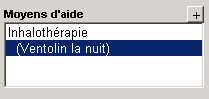 Moyens d'aide +
Inhalothérapie
(Ventolin la nuit)